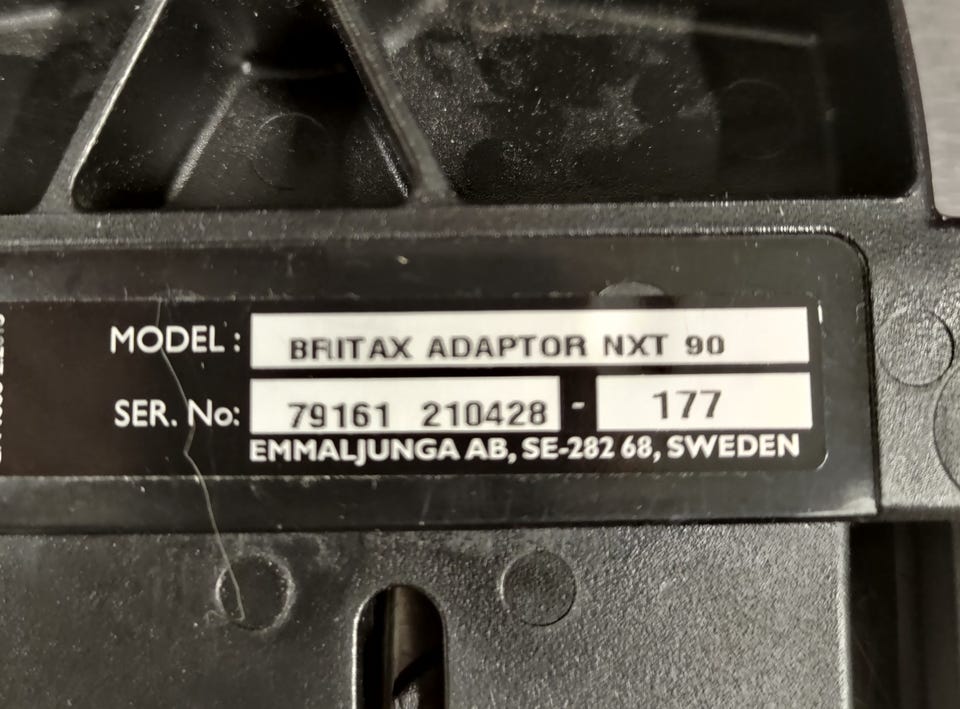 MODEL: BRITAX ADAPTOR NXT 90
SER. No: 79161 210428 - 177
EMMALJUNGA AB, SE-282 68, SWEDEN